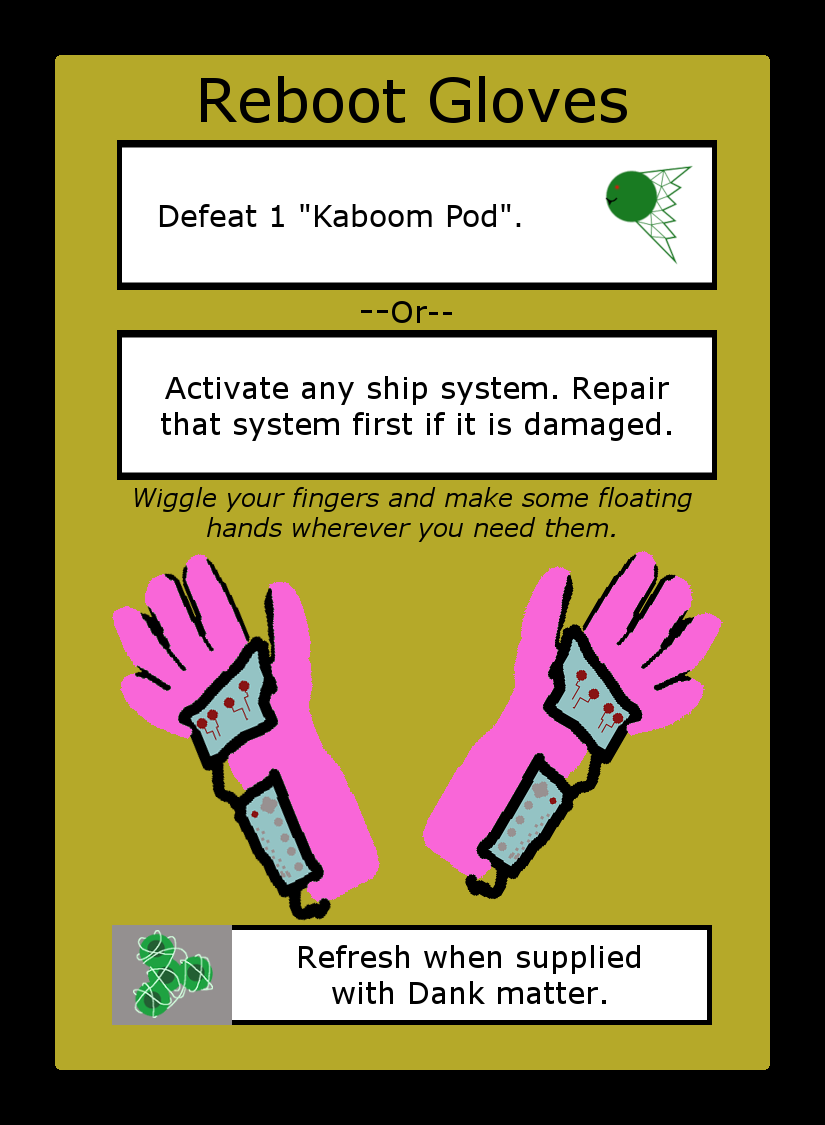 Reboot Gloves
Defeat 1 "Kaboom Pod".
--Or--
Activate any ship system. Repair
that system first if it is damaged.
Wiggle your fingers and make some floating
hands wherever you need them.
Refresh when supplied
with Dank matter.